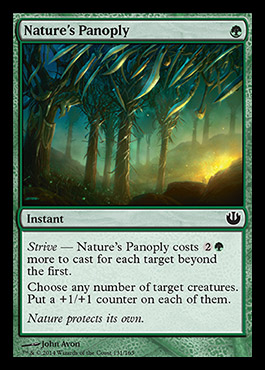 Nature's Panoply
Instant
Strive — Nature's Panoply costs 2
more to cast for each target beyond
the first.
Choose any number of target creatures.
Put a +1/+1 counter on each of them.
Nature protects its own.
John Avon
™ & © 2014 Wizards of the Coast 131/165